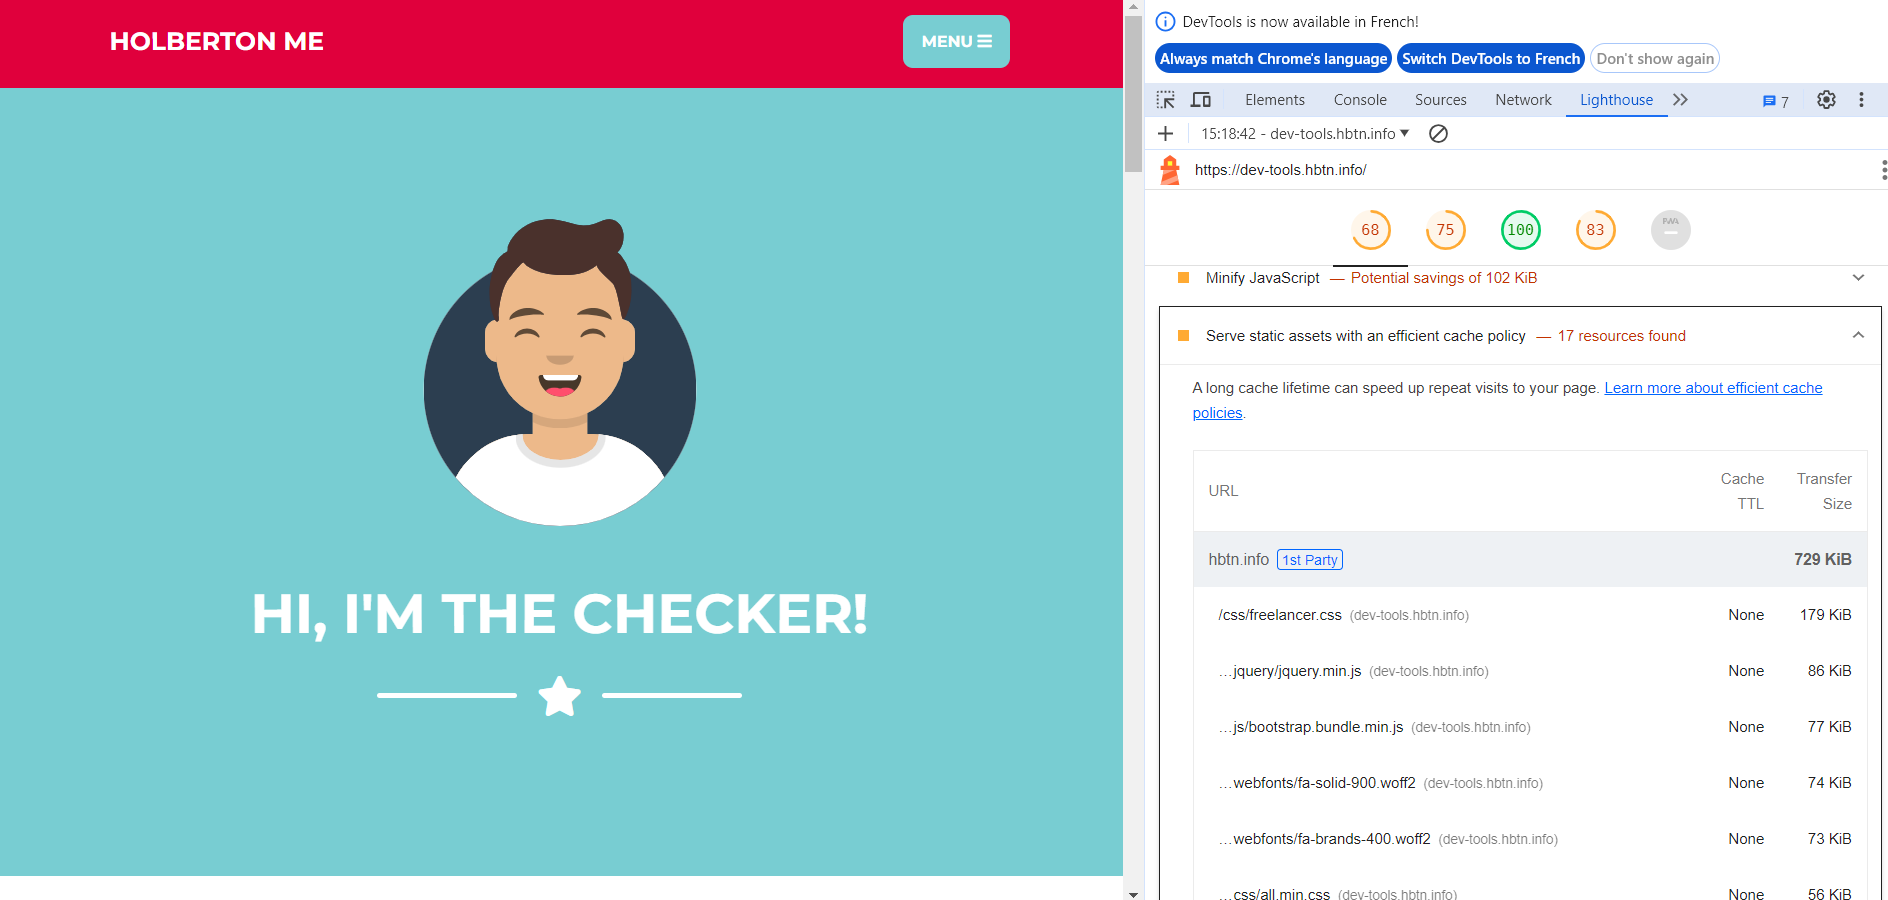 HOLBERTON ME
MENU
HI, I'M THE CHECKER!
DevTools is now available in French!
Always match Chrome's language
Switch DevTools to French
Don't show again
Elements
Console
Sources
Network
Lighthouse
7
15:18:42 - dev-tools.hbtn.info
https://dev-tools.hbtn.info/
68
75
100
83
PWA
Minify JavaScript — Potential savings of 102 KiB
Serve static assets with an efficient cache policy — 17 resources found
A long cache lifetime can speed up repeat visits to your page. Learn more about efficient cache
policies.
URL
Cache
TTL
Transfer
Size
hbtn.info 1st Party 729 KiB
/css/freelancer.css (dev-tools.hbtn.info) None 179 KiB
…jquery/jquery.min.js (dev-tools.hbtn.info) None 86 KiB
…js/bootstrap.bundle.min.js (dev-tools.hbtn.info) None 77 KiB
…webfonts/fa-solid-900.woff2 (dev-tools.hbtn.info) None 74 KiB
…webfonts/fa-brands-400.woff2 (dev-tools.hbtn.info) None 73 KiB
…css/all.min.css (dev-tools.hbtn.info) None 56 KiB